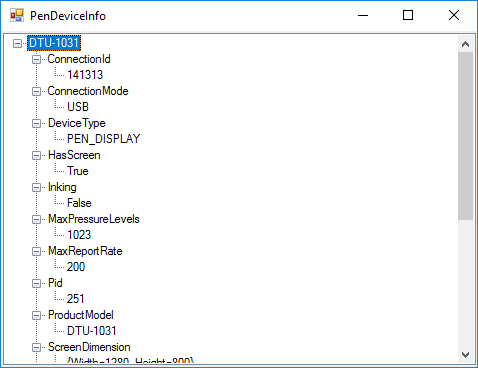 PenDeviceInfo
DTU-1031
ConnectionId
141313
ConnectionMode
USB
DeviceType
PEN_DISPLAY
HasScreen
True
Inking
False
MaxPressureLevels
1023
MaxReportRate
200
Pid
251
ProductModel
DTU-1031
ScreenDimension
{Width=1280, Height=800}